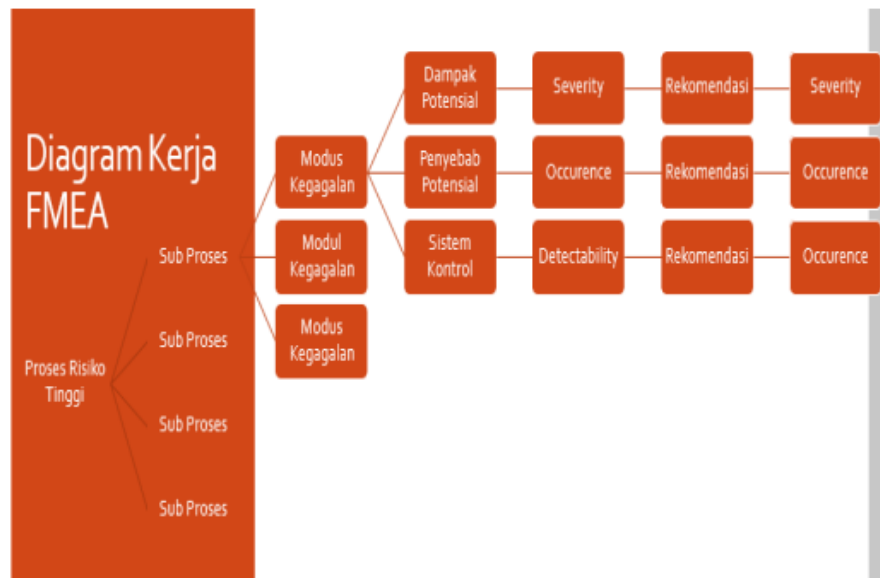 Diagram Kerja
FMEA
Proses Risiko
Tinggi
Sub Proses
Sub Proses
Sub Proses
Sub Proses
Modus
Kegagalan
Modul
Kegagalan
Modus
Kegagalan
Dampak
Potensial
Severity
Rekomendasi
Severity
Penyebab
Potensial
Occurence
Rekomendasi
Occurence
Sistem
Kontrol
Detectability
Rekomendasi
Occurence